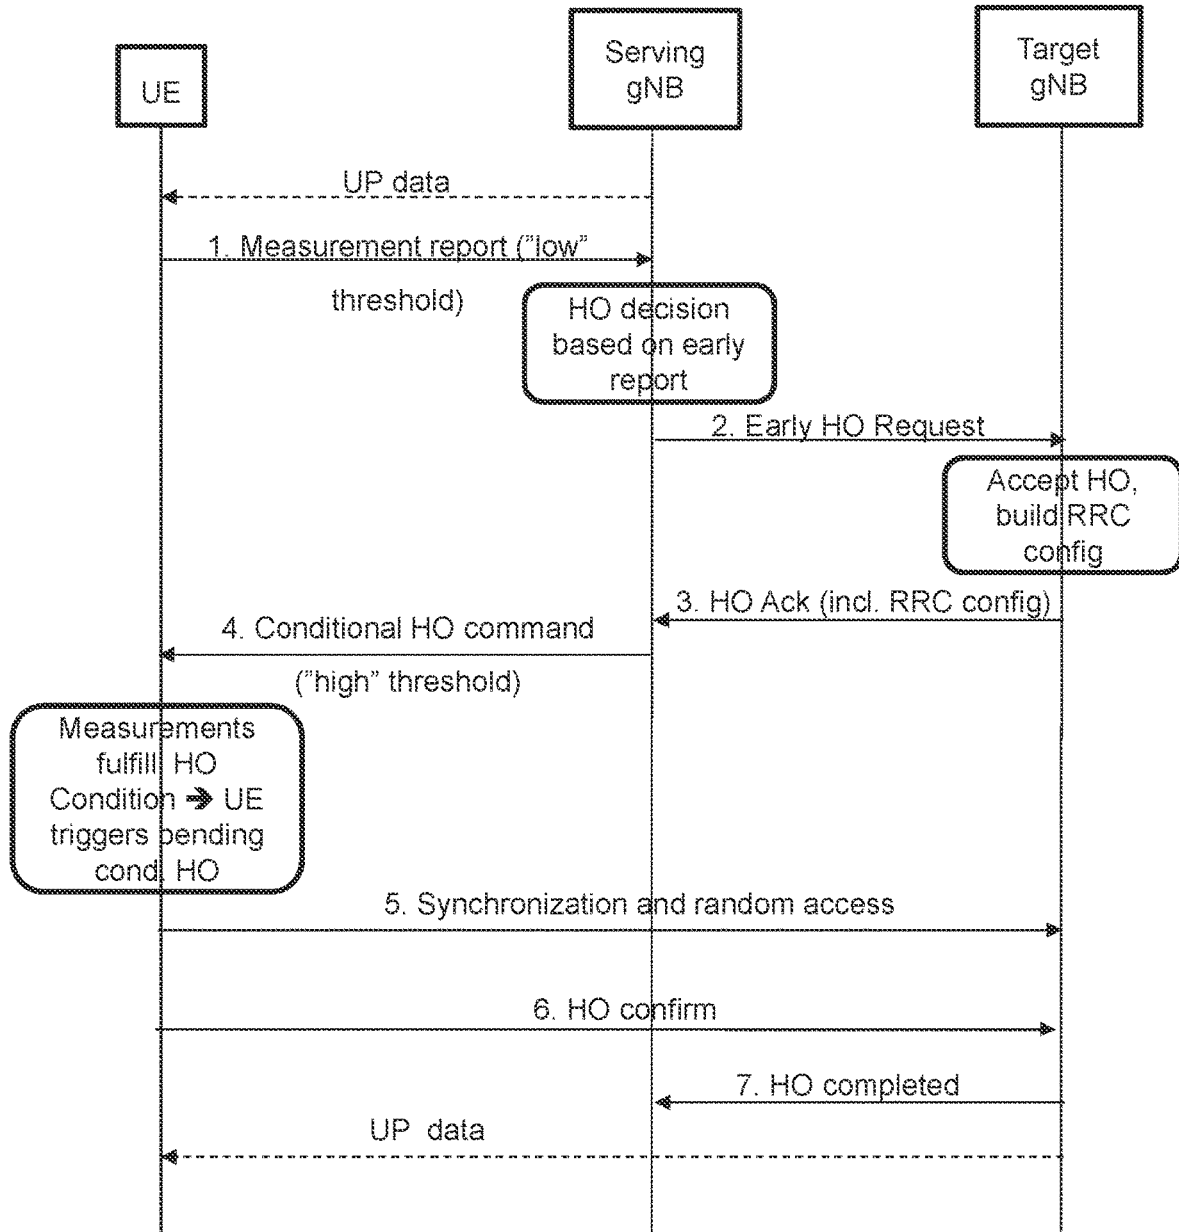 UE
Serving
gNB
Target
gNB
UP data
1. Measurement report ("low"
threshold)
HO decision
based on early
report
2. Early HO Request
Accept HO,
build RRC
config
3. HO Ack (incl. RRC config)
4. Conditional HO command
("high" threshold)
Measurements
fulfill HO
Condition ➔ UE
triggers pending
cond. HO
5. Synchronization and random access
6. HO confirm
7. HO completed
UP data